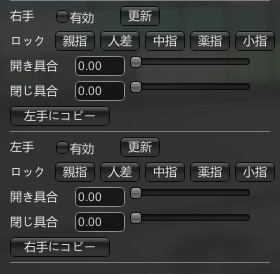 右手 有効 更新
ロック 親指 人差 中指 薬指 小指
開き具合 0.00
閉じ具合 0.00
左手にコピー
左手 有効 更新
ロック 親指 人差 中指 薬指 小指
開き具合 0.00
閉じ具合 0.00
右手にコピー